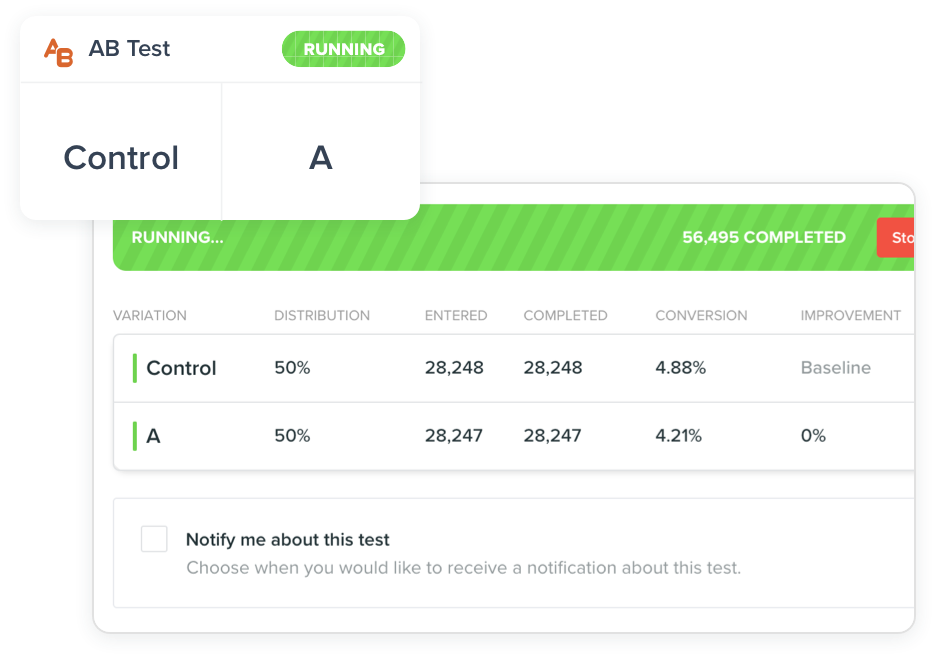 AB AB Test RUNNING
Control A
RUNNING... 56,495 COMPLETED Sto
VARIATION DISTRIBUTION ENTERED COMPLETED CONVERSION IMPROVEMENT
Control 50% 28,248 28,248 4.88% Baseline
A 50% 28,247 28,247 4.21% 0%
Notify me about this test
Choose when you would like to receive a notification about this test.